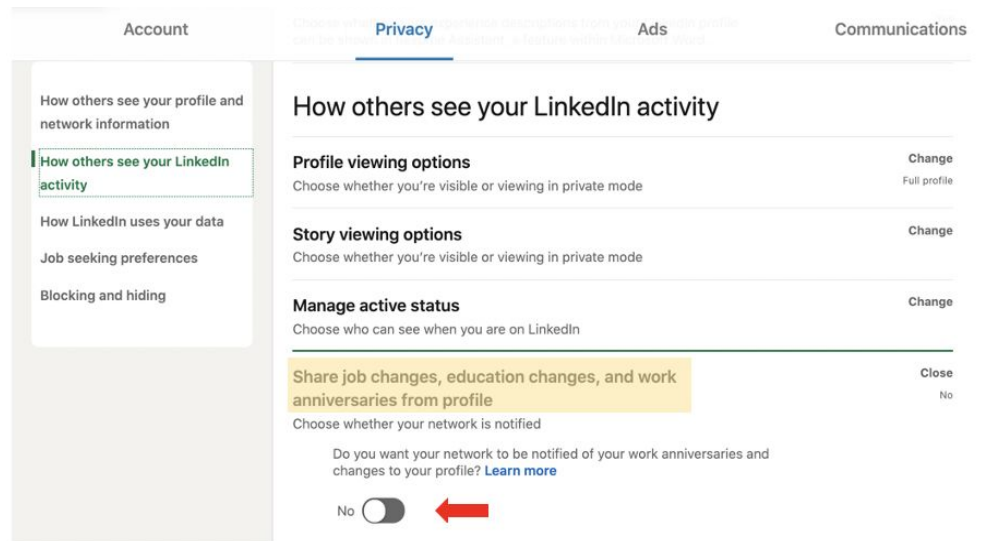 Account
Privacy
Ads
Communications
How others see your profile and
network information
How others see your LinkedIn
activity
How LinkedIn uses your data
Job seeking preferences
Blocking and hiding
How others see your LinkedIn activity
Profile viewing options
Change
Choose whether you're visible or viewing in private mode
Full profile
Story viewing options
Change
Choose whether you're visible or viewing in private mode
Manage active status
Change
Choose who can see when you are on LinkedIn
Share job changes, education changes, and work
Close
anniversaries from profile
No
Choose whether your network is notified
Do you want your network to be notified of your work anniversaries and
changes to your profile? Learn more
No